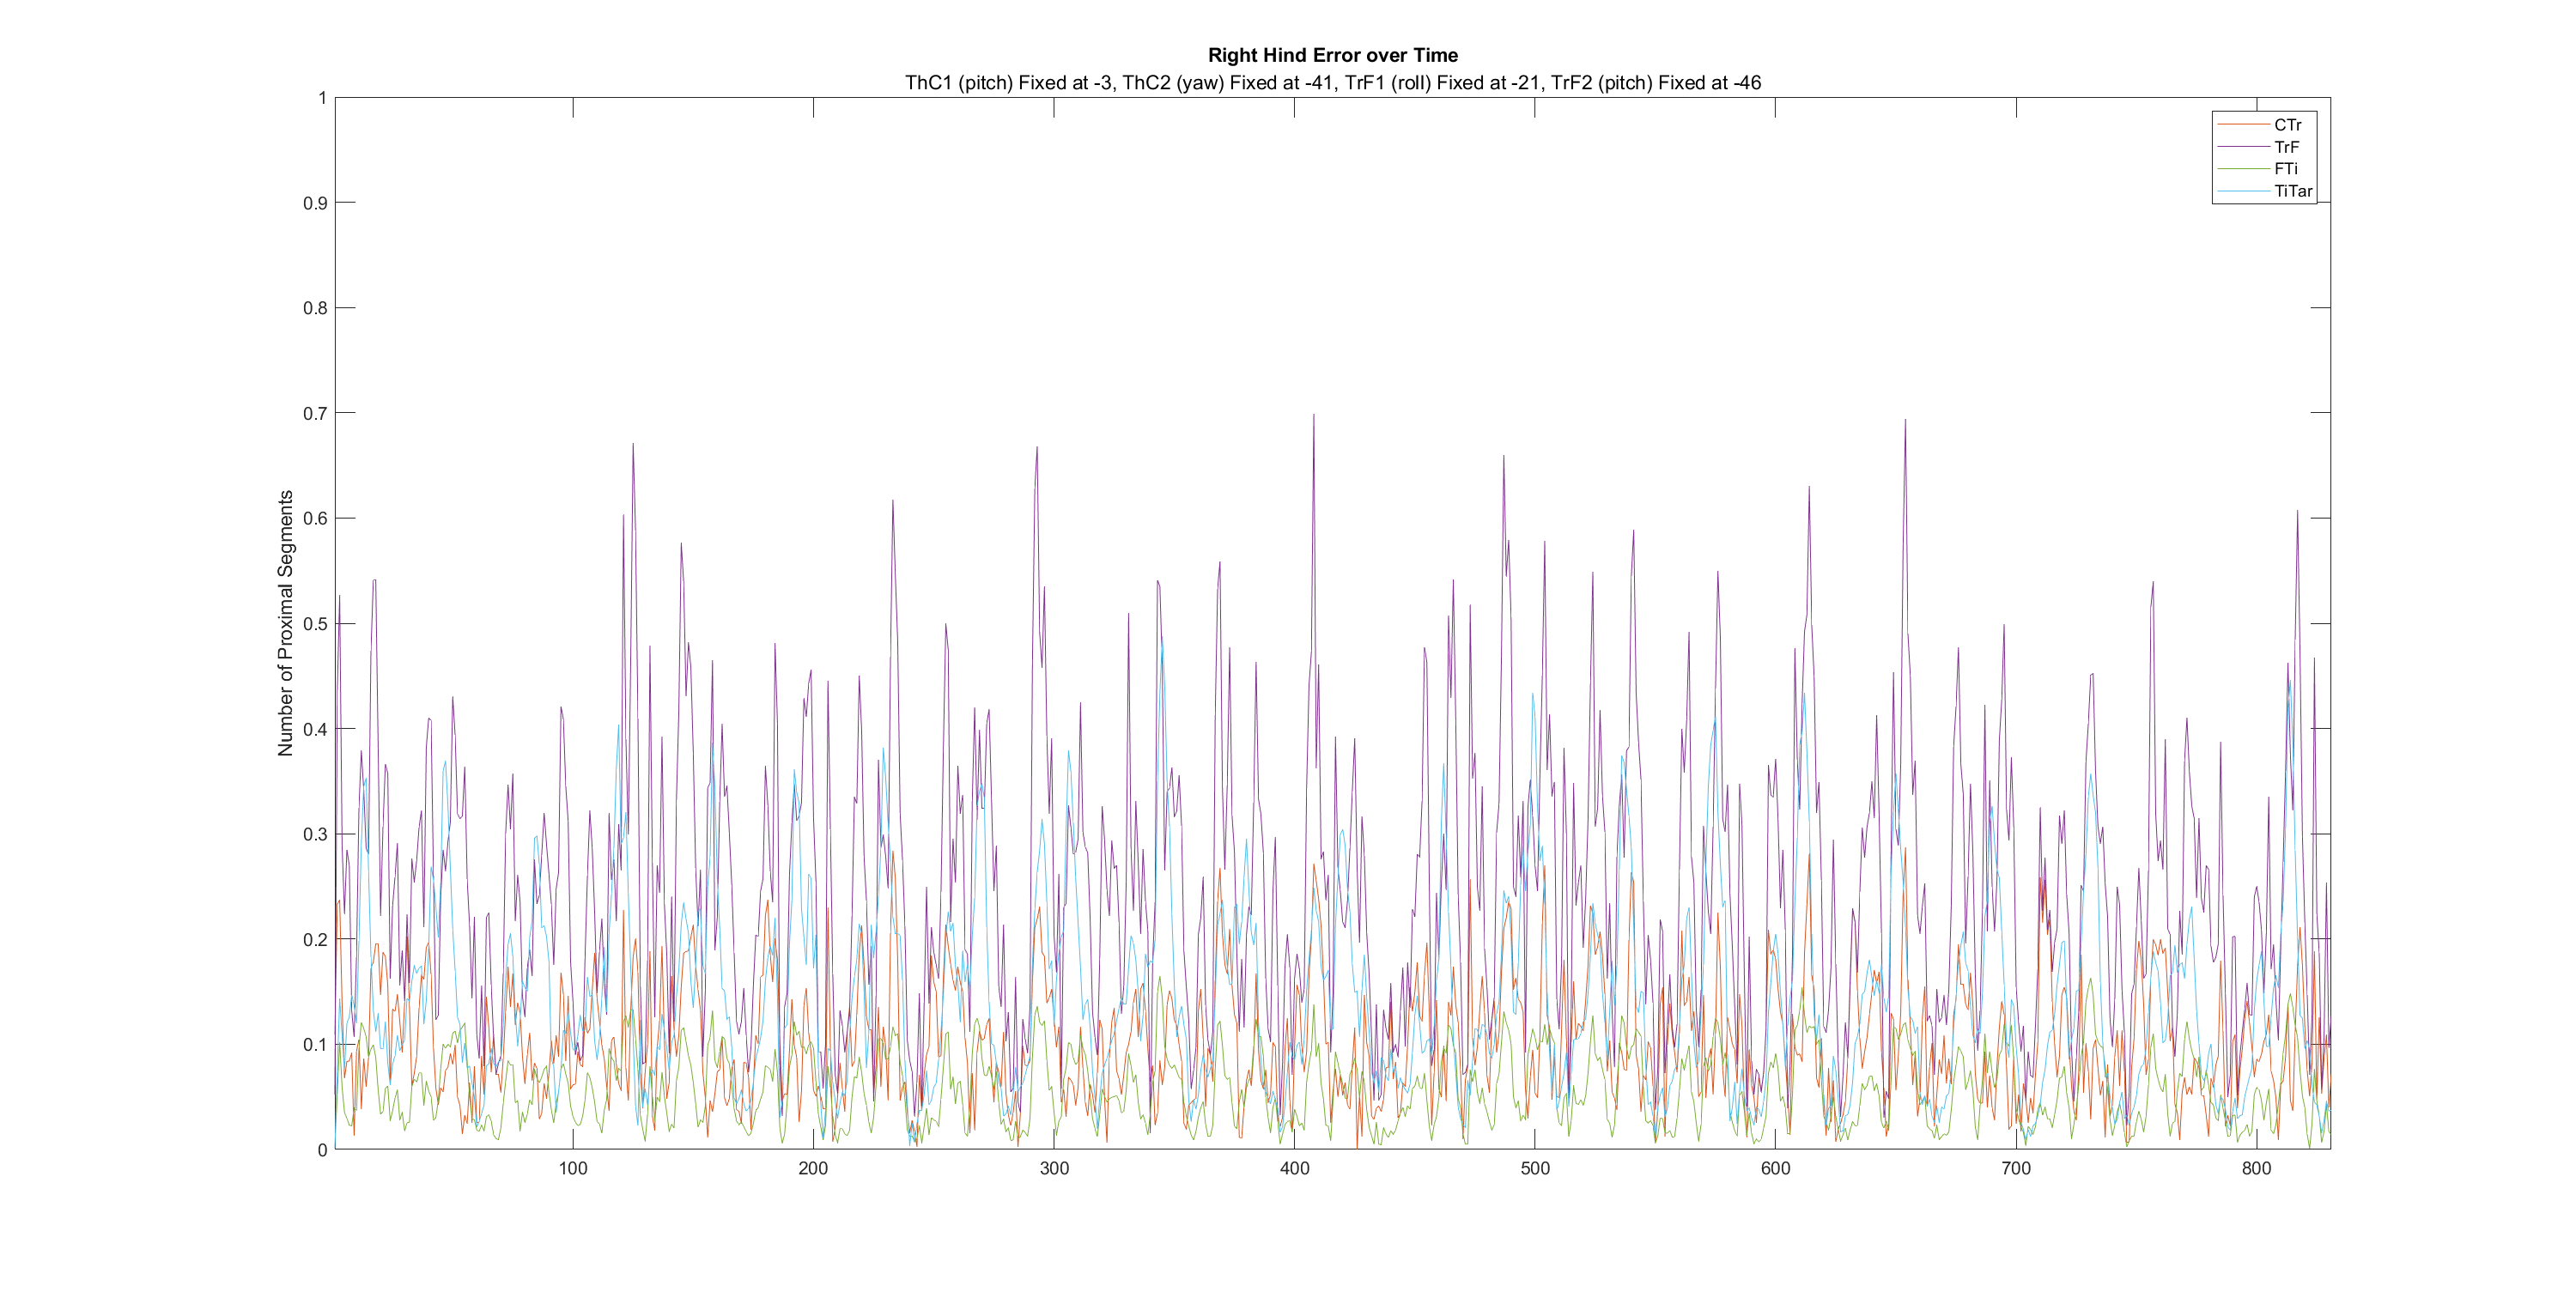 Right Hind Error over Time
ThC1 (pitch) Fixed at -3, ThC2 (yaw) Fixed at -41, TrF1 (roll) Fixed at -21, TrF2 (pitch) Fixed at -46
1
0.9
0.8
0.7
0.6
0.5
0.4
0.3
0.2
0.1
0
Number of Proximal Segments
CTr
TrF
FTi
TiTar
100 200 300 400 500 600 700 800